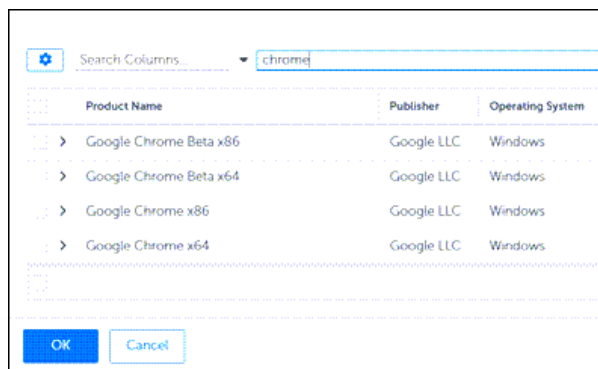 Search Columns... chrome
Product Name Publisher Operating System
Google Chrome Beta x86 Google LLC Windows
Google Chrome Beta x64 Google LLC Windows
Google Chrome x86 Google LLC Windows
Google Chrome x64 Google LLC Windows
OK Cancel